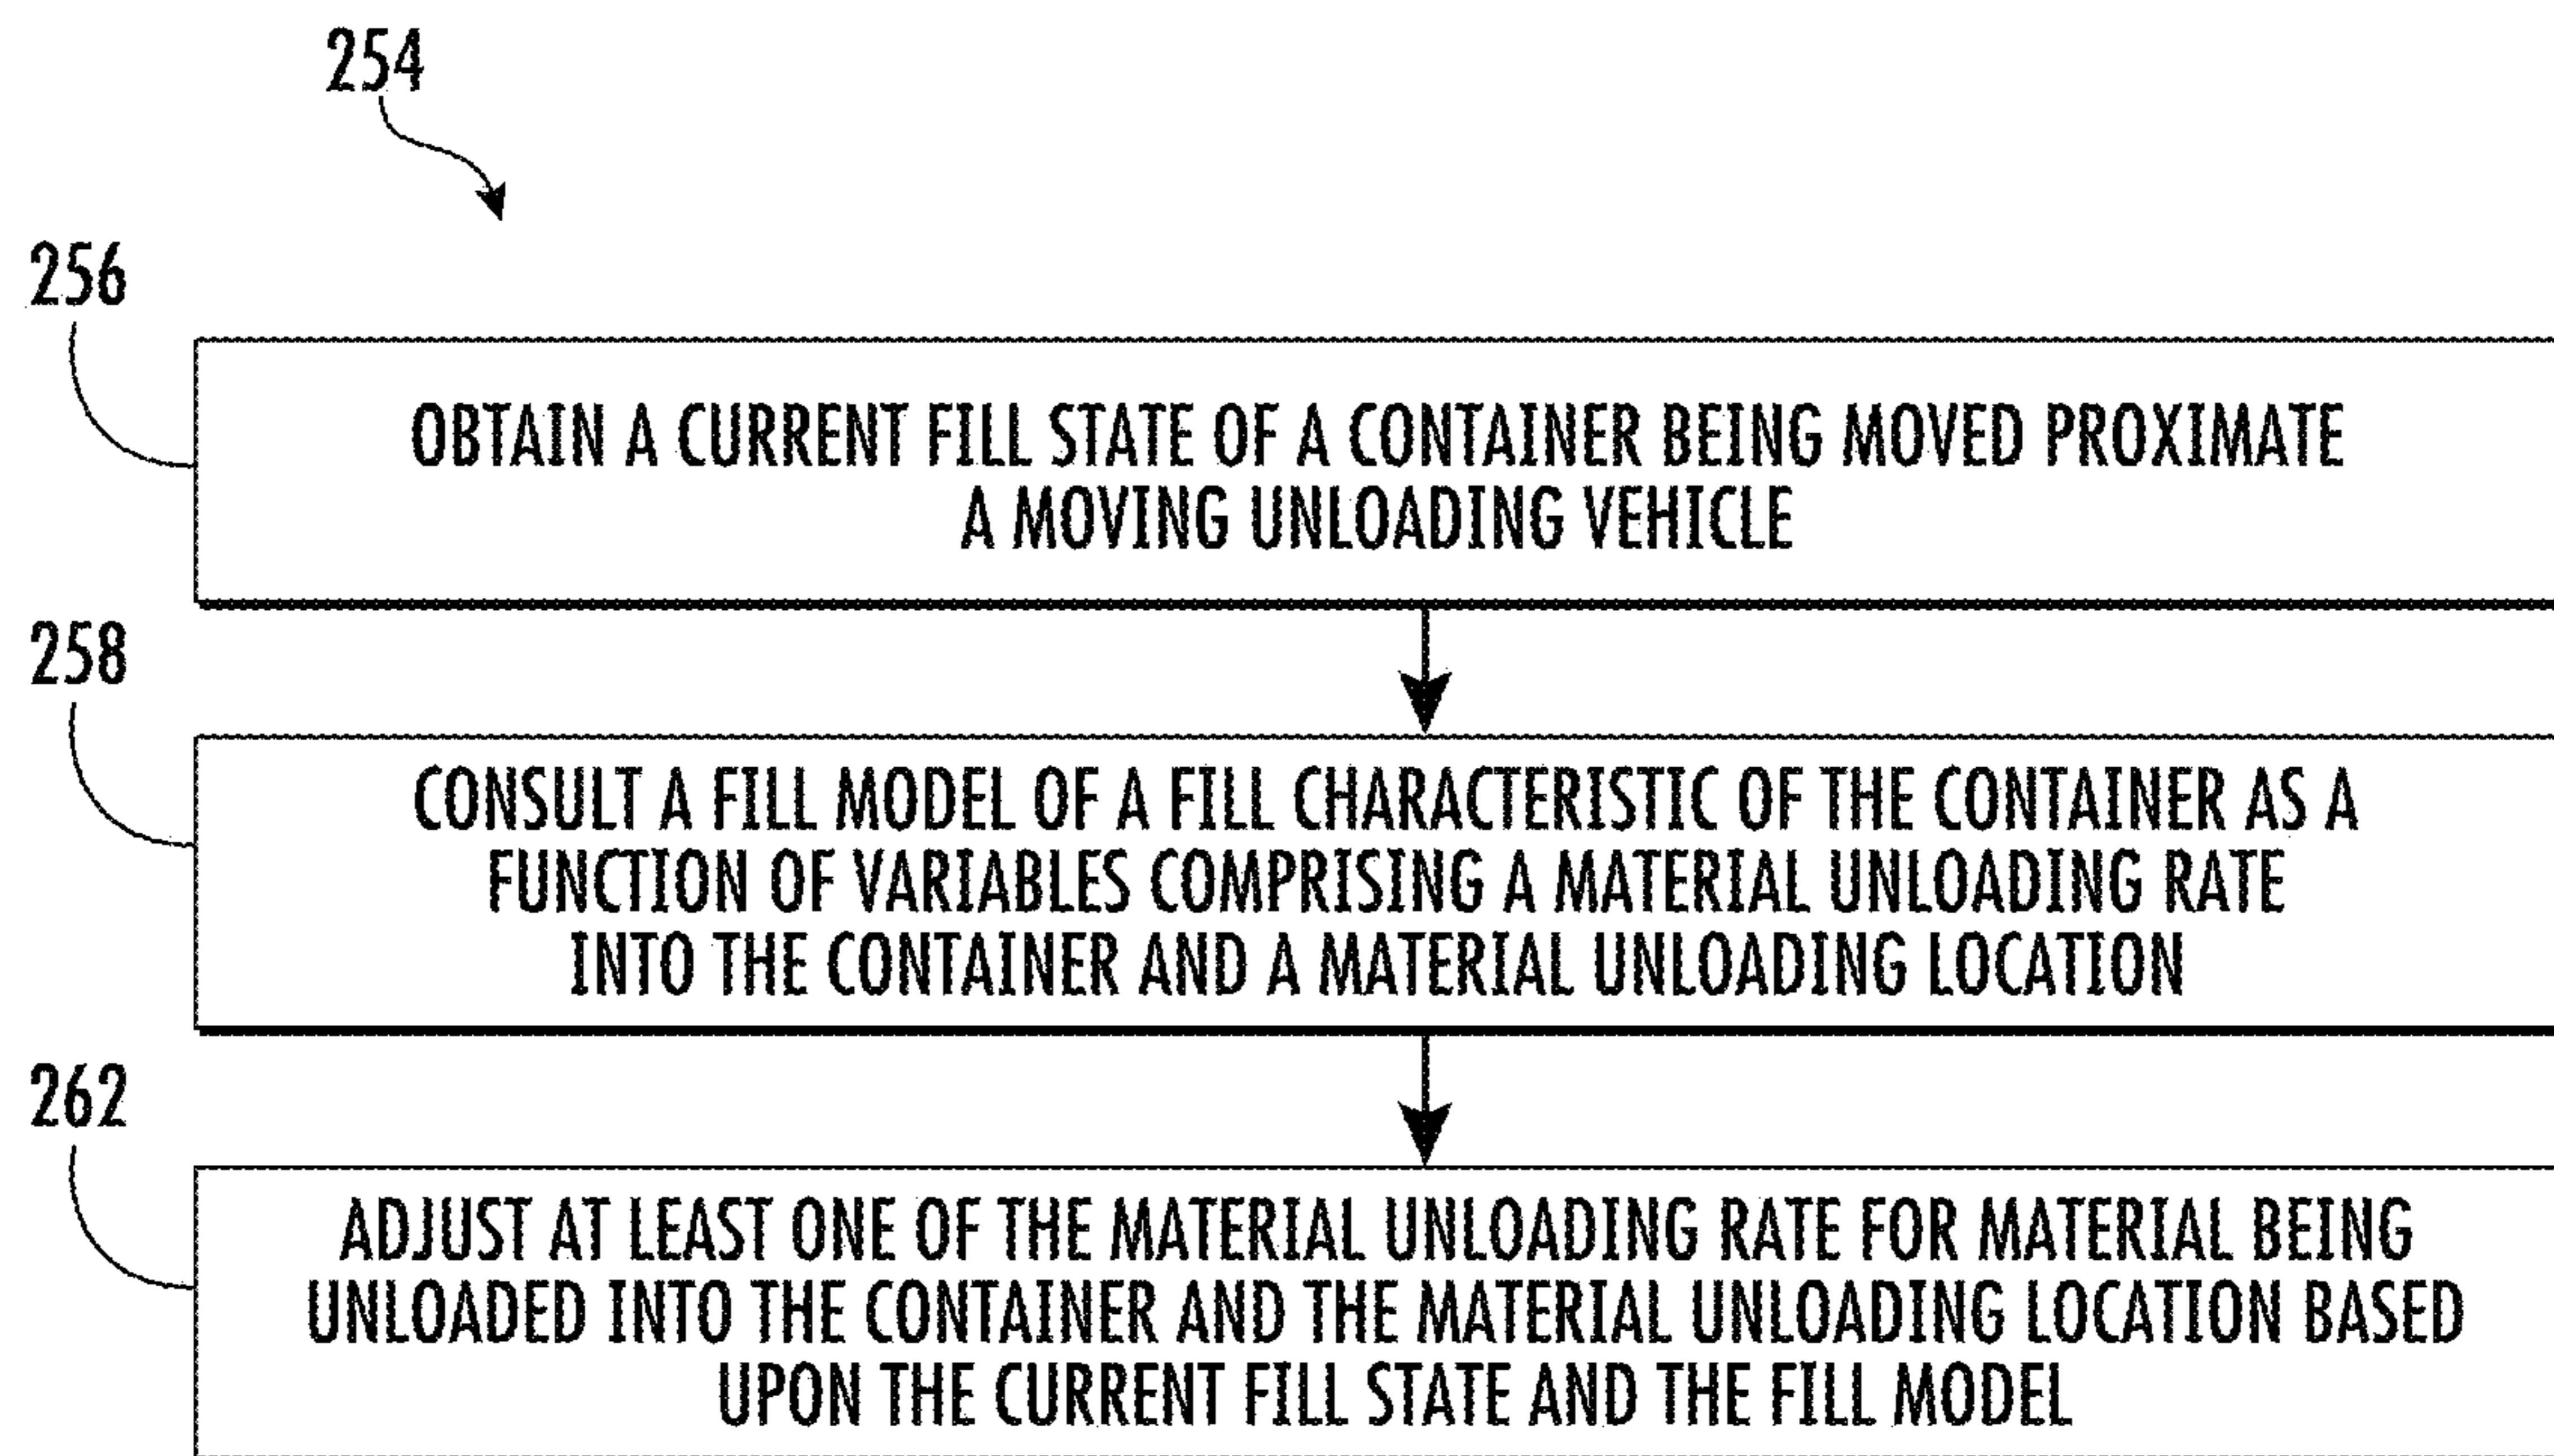 254
256
OBTAIN A CURRENT FILL STATE OF A CONTAINER BEING MOVED PROXIMATE
A MOVING UNLOADING VEHICLE
258
CONSULT A FILL MODEL OF A FILL CHARACTERISTIC OF THE CONTAINER AS A
FUNCTION OF VARIABLES COMPRISING A MATERIAL UNLOADING RATE
INTO THE CONTAINER AND A MATERIAL UNLOADING LOCATION
262
ADJUST AT LEAST ONE OF THE MATERIAL UNLOADING RATE FOR MATERIAL BEING
UNLOADED INTO THE CONTAINER AND THE MATERIAL UNLOADING LOCATION BASED
UPON THE CURRENT FILL STATE AND THE FILL MODEL